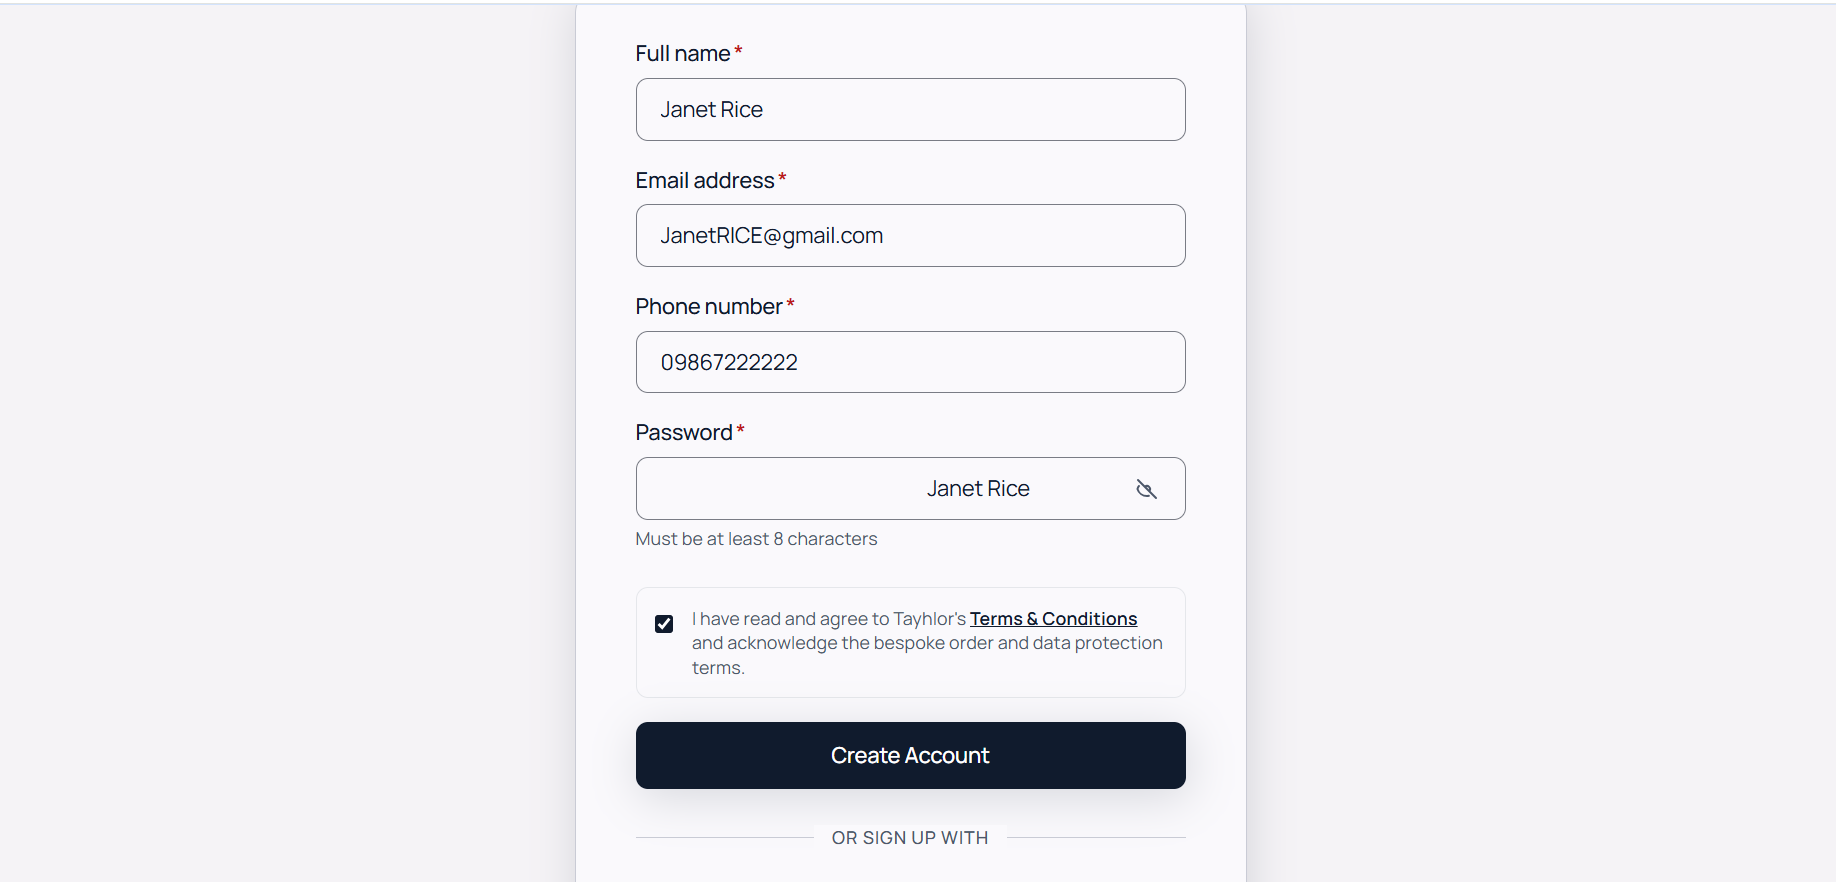 Full name *
Janet Rice
Email address *
JanetRICE@gmail.com
Phone number *
09867222222
Password *
Janet Rice
Must be at least 8 characters
I have read and agree to Tayhlor's Terms & Conditions
and acknowledge the bespoke order and data protection
terms.
Create Account
OR SIGN UP WITH